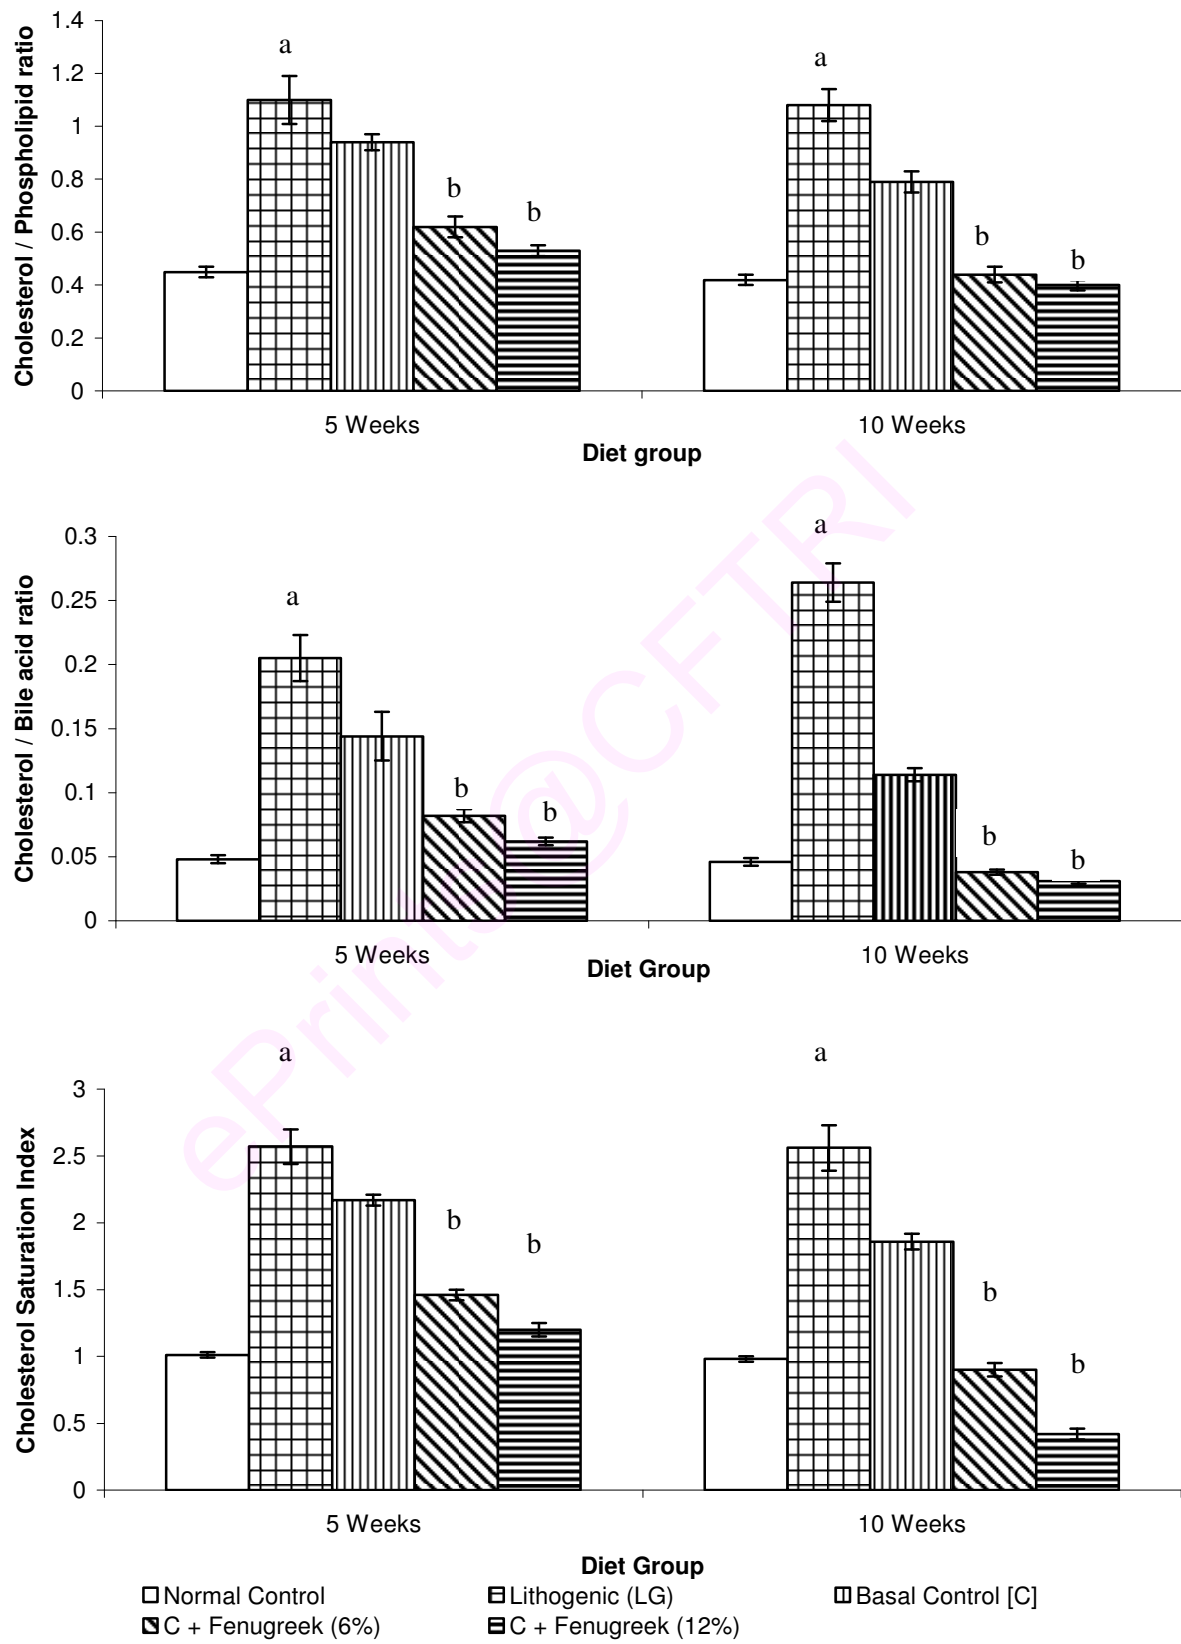 Cholesterol / Phospholipid ratio
1.4
1.2
1
0.8
0.6
0.4
0.2
0
a
b
b
a
b
b
5 Weeks
10 Weeks
Diet group
Cholesterol / Bile acid ratio
0.3
0.25
0.2
0.15
0.1
0.05
0
a
b
b
a
b
b
5 Weeks
10 Weeks
Diet Group
Cholesterol Saturation Index
3
2.5
2
1.5
1
0.5
0
a
b
b
a
b
b
5 Weeks
10 Weeks
Diet Group
Normal Control
Lithogenic (LG)
Basal Control [C]
C + Fenugreek (6%)
C + Fenugreek (12%)
ePrints@CFTRI